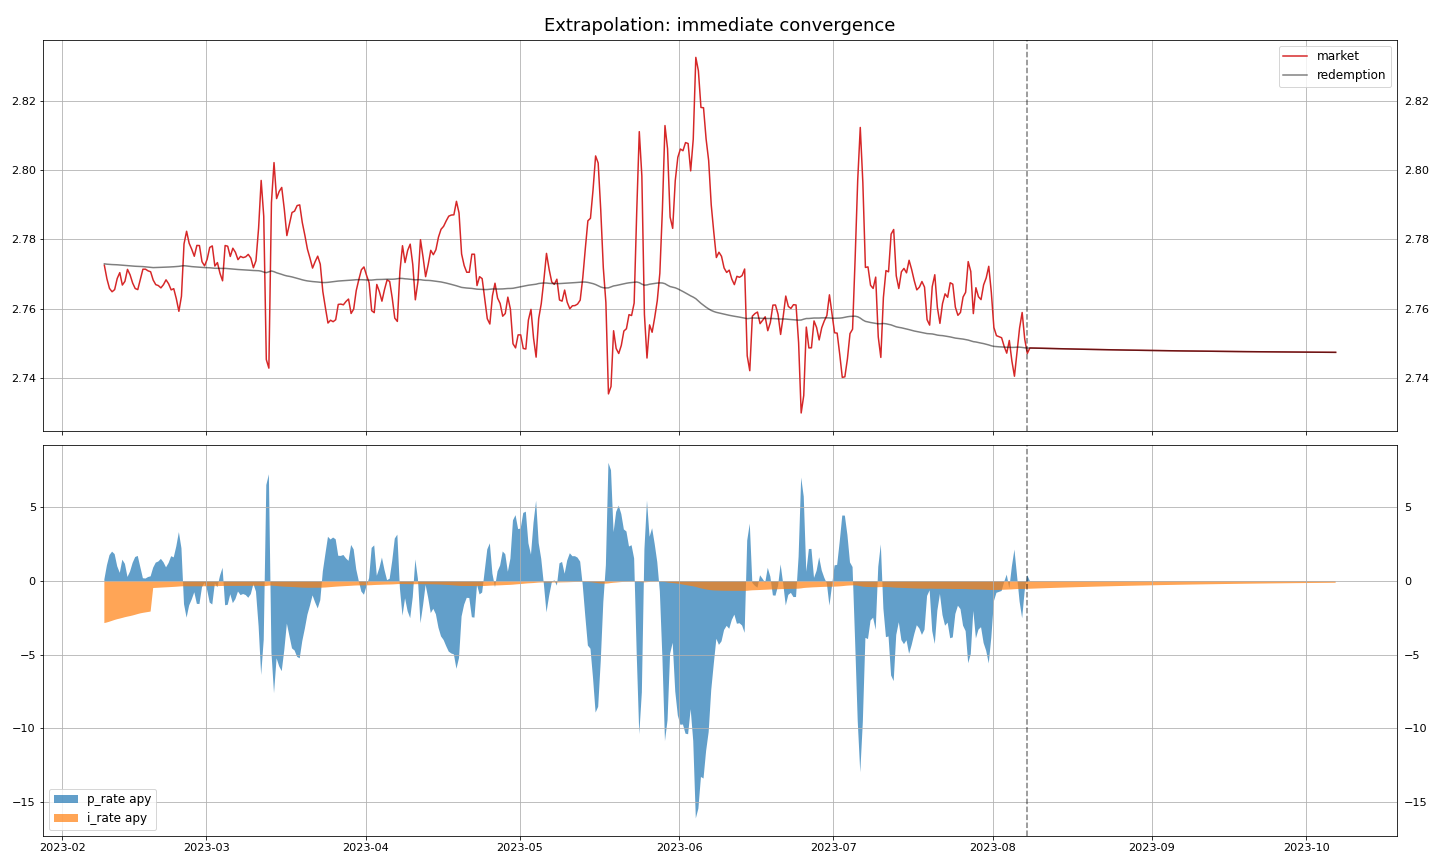 Extrapolation: immediate convergence
market
redemption
2.82 2.82
2.80 2.80
2.78 2.78
2.76 2.76
2.74 2.74
5 5
0 0
−5 −5
−10 −10
−15 −15
p_rate apy
i_rate apy
2023-02 2023-03 2023-04 2023-05 2023-06 2023-07 2023-08 2023-09 2023-10